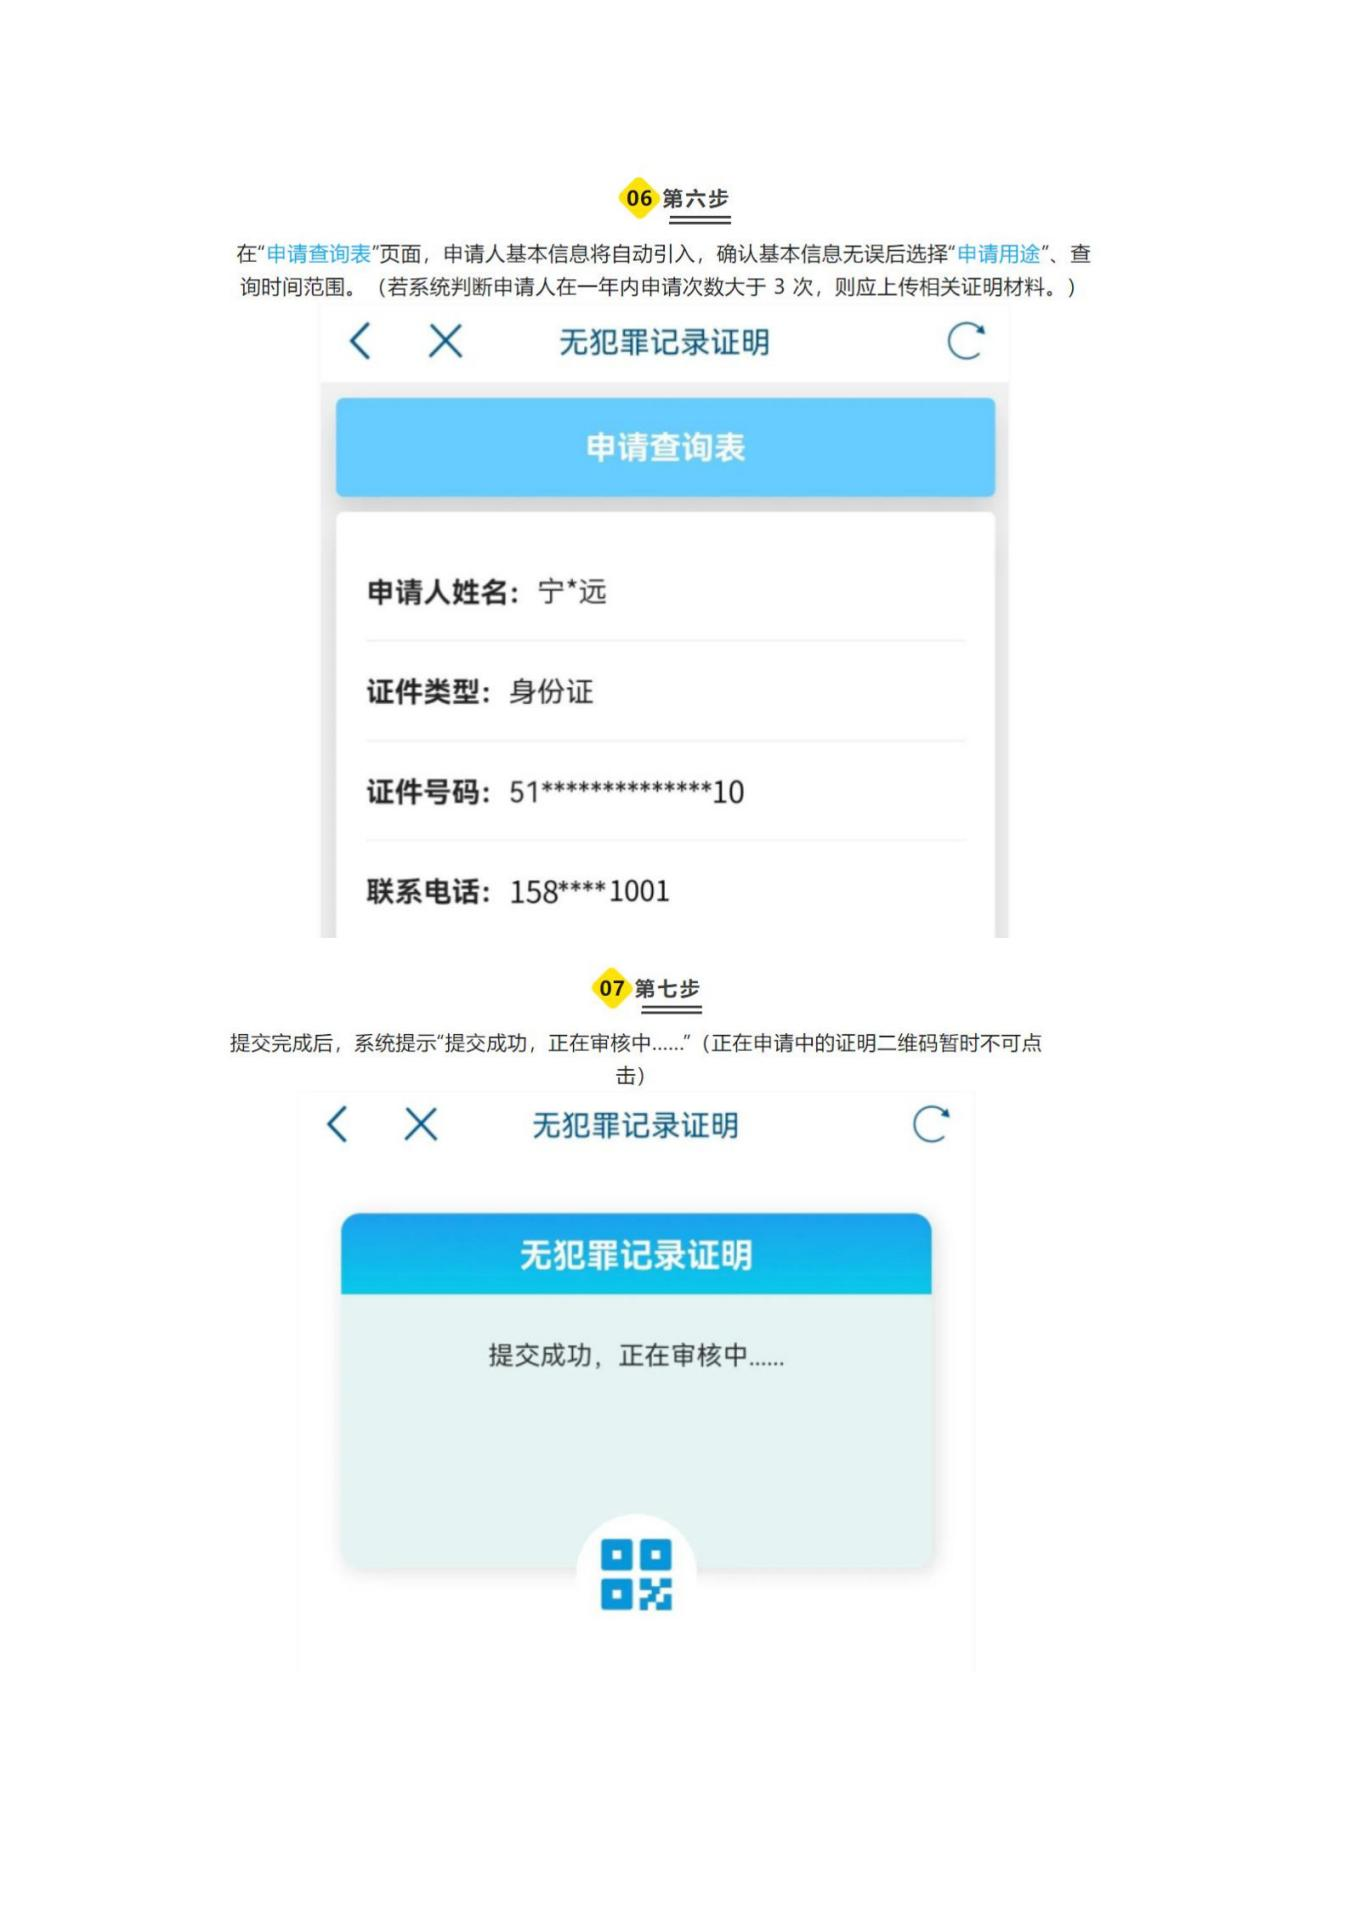 06 第六步
在“申请查询表”页面，申请人基本信息将自动引入，确认基本信息无误后选择“申请用途”、查
询时间范围。（若系统判断申请人在一年内申请次数大于 3 次，则应上传相关证明材料。）
无犯罪记录证明
申请查询表
申请人姓名：宁*远
证件类型：身份证
证件号码：51**************10
联系电话：158****1001
07 第七步
提交完成后，系统提示“提交成功，正在审核中......”（正在申请中的证明二维码暂时不可点
击）
无犯罪记录证明
无犯罪记录证明
提交成功，正在审核中......